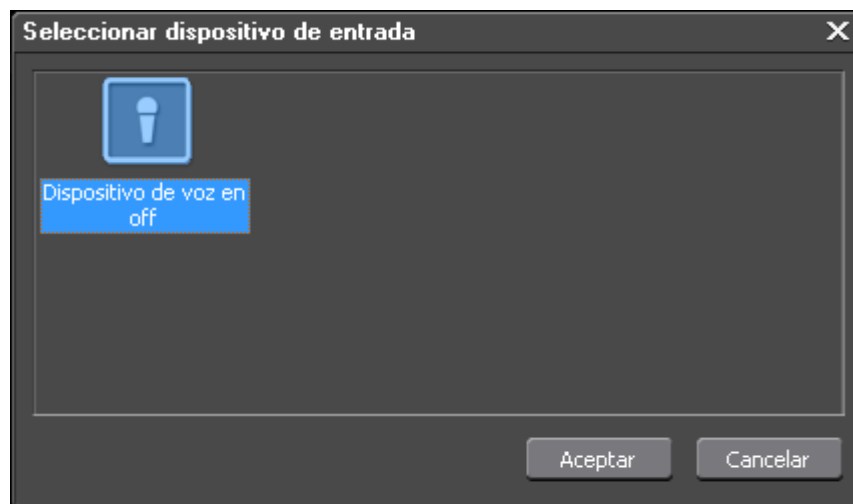 Seleccionar dispositivo de entrada
Dispositivo de voz en
off
Aceptar Cancelar